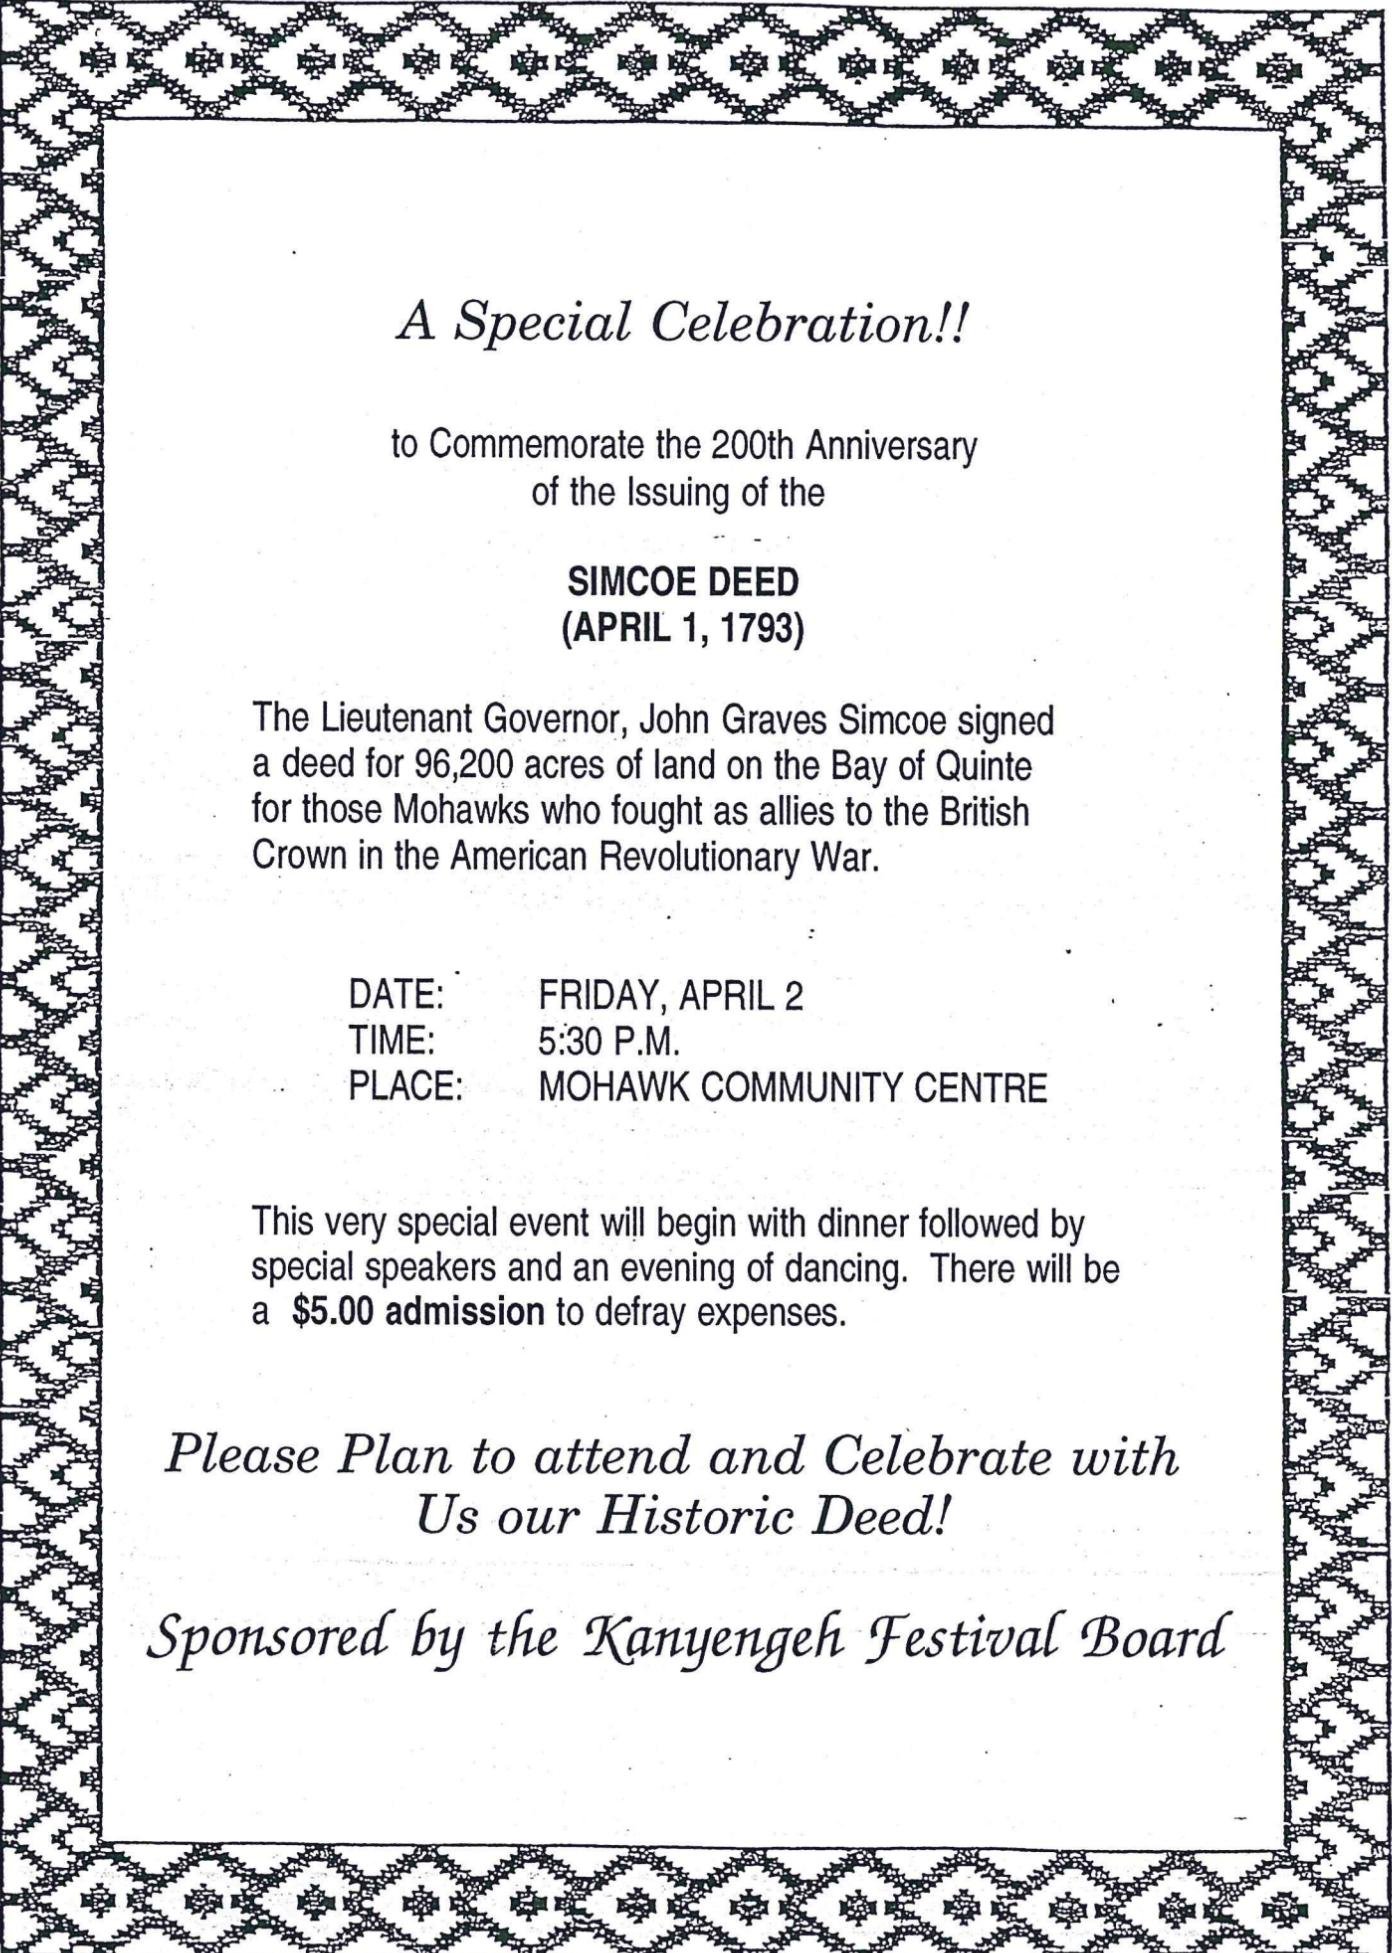 A Special Celebration!!
to Commemorate the 200th Anniversary
of the Issuing of the
SIMCOE DEED
(APRIL 1, 1793)
The Lieutenant Governor, John Graves Simcoe signed
a deed for 96,200 acres of land on the Bay of Quinte
for those Mohawks who fought as allies to the British
Crown in the American Revolutionary War.
DATE: FRIDAY, APRIL 2
TIME: 5:30 P.M.
PLACE: MOHAWK COMMUNITY CENTRE
This very special event will begin with dinner followed by
special speakers and an evening of dancing. There will be
a $5.00 admission to defray expenses.
Please Plan to attend and Celebrate with
Us our Historic Deed!
Sponsored by the Kanyengeh Festival Board